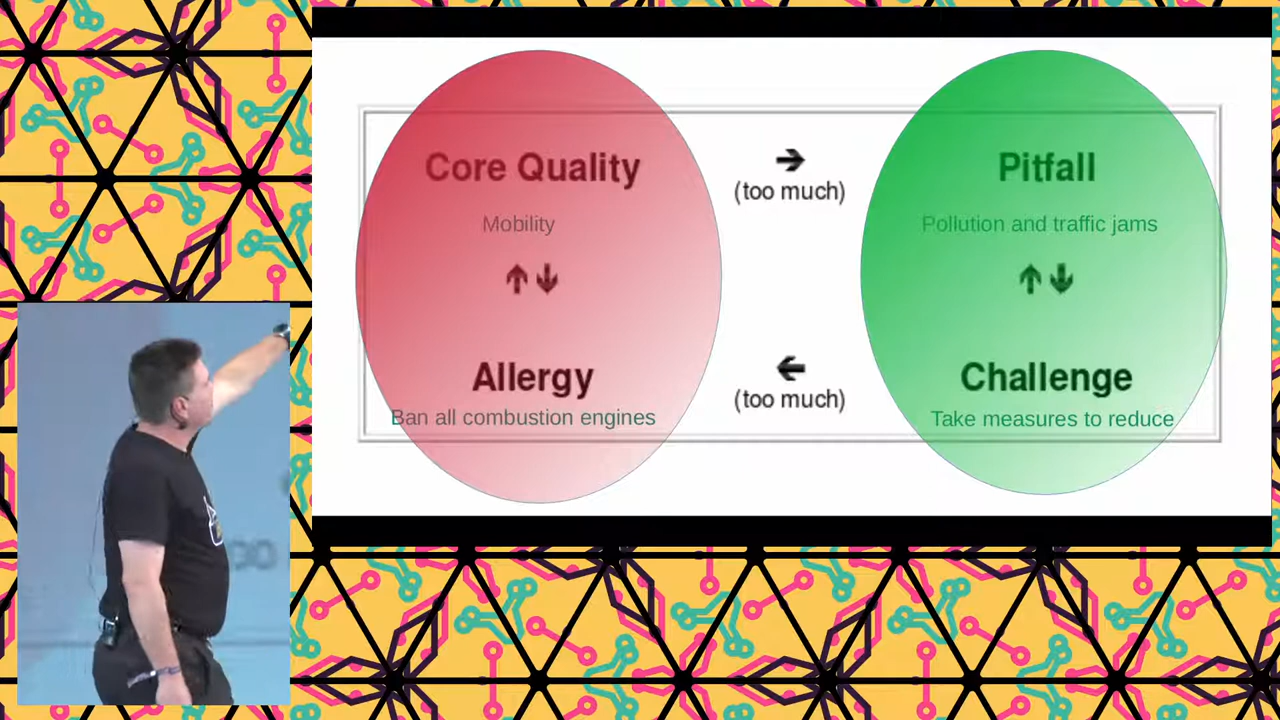 Core Quality
➔
(too much)
Pitfall
Mobility
Pollution and traffic jams
Allergy
(too much)
Challenge
Ban all combustion engines
Take measures to reduce